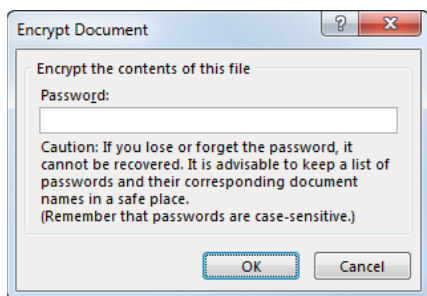 Encrypt Document
Encrypt the contents of this file
Password:
Caution: If you lose or forget the password, it
cannot be recovered. It is advisable to keep a list of
passwords and their corresponding document
names in a safe place.
(Remember that passwords are case-sensitive.)
OK
Cancel